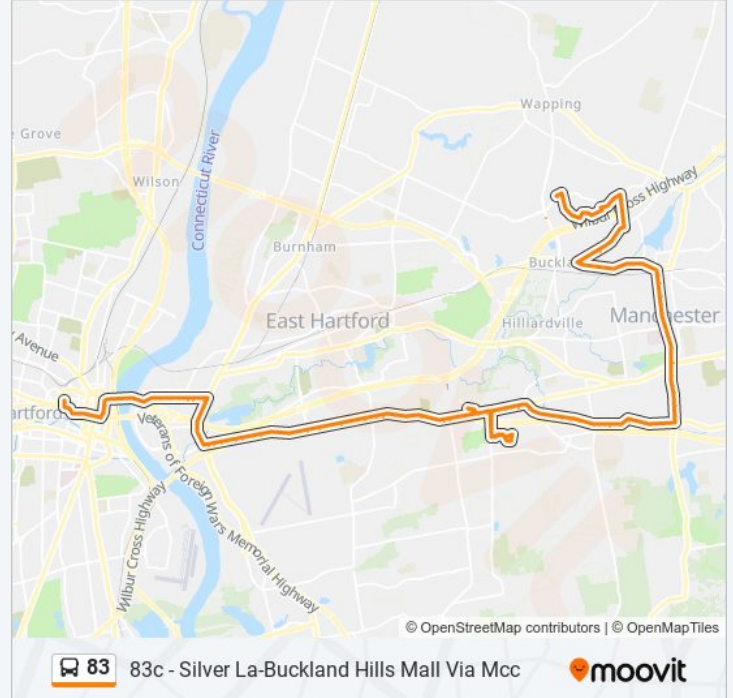 Wapping
e Grove
Wilson
Connecticut River
Wilbur Cross Highway
Burnham
Buckla
East Hartford
Hilliardville
Manchester
Avenue
artford
Veterans of Foreign Wars Memorial Highway
Wilbur Cross Highway
© OpenStreetMap contributors | © OpenMapTiles
83 83c - Silver La-Buckland Hills Mall Via Mcc
moovit